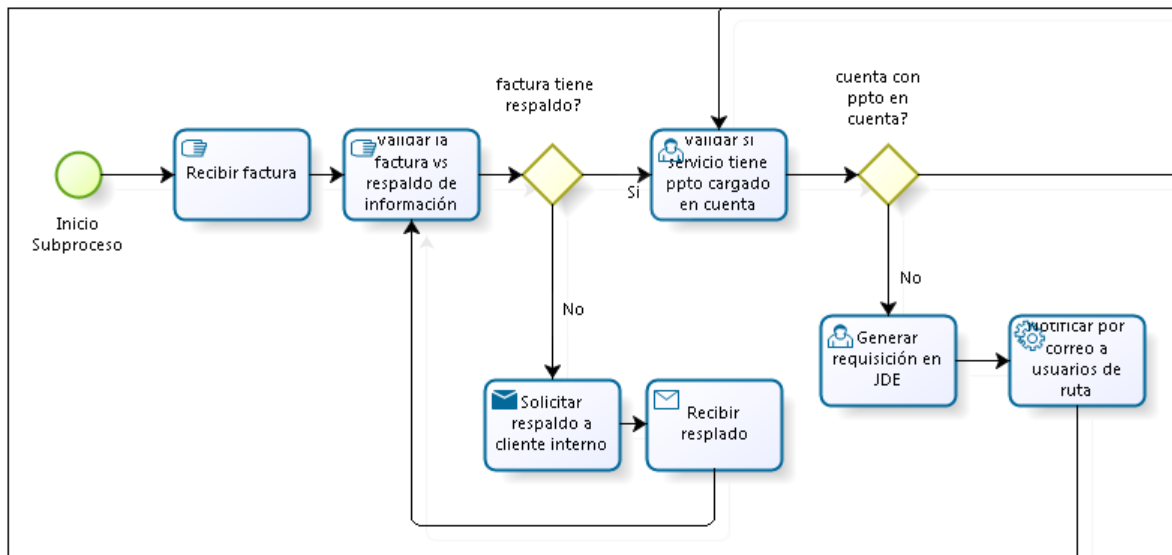 factura tiene
respaldo?
cuenta con
ppto en
cuenta?
Inicio
Subproceso
Recibir factura
Validar la
factura vs
respaldo de
información
Si
Validar si
servicio tiene
ppto cargado
en cuenta
No
No
Solicitar
respaldo a
cliente interno
Recibir
resplado
Generar
requisición en
JDE
Notificar por
correo a
usuarios de
ruta